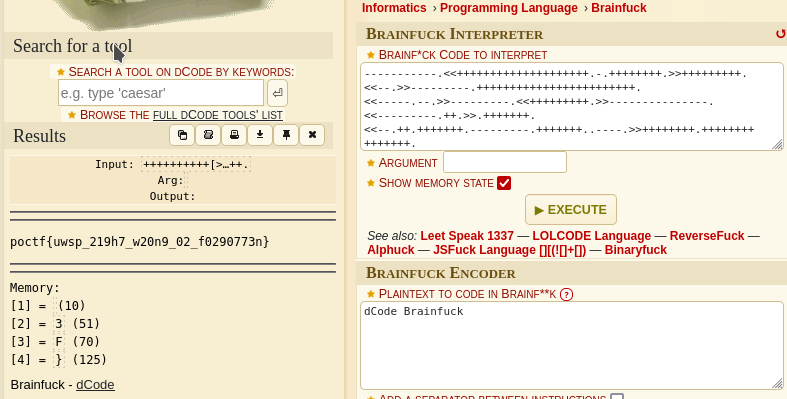 Search for a tool
★ Search a tool on dCode by keywords:
e.g. type 'caesar'
★ Browse the full dCode tools' list
Results
Input: ++++++++++[>…++.
Arg:
Output:
poctf{uwsp_219h7_w20n9_02_f0290773n}
Memory:
[1] = (10)
[2] = 3 (51)
[3] = F (70)
[4] = } (125)
Brainfuck - dCode
Informatics › Programming Language › Brainfuck
Brainfuck Interpreter
★ Brainf*ck Code to interpret
-----------.<<++++++++++++++++++++.-.++++++++.>>+++++++++.
<<--.>>---------.++++++++++++++++++++++++.
<<-----.--.>>---------.<<+++++++++.>>---------------.
<<---------.++.>>.+++++++.
<<--.++.+++++++.---------.+++++++..----.>>++++++++.++++++++
+++++++.
★ Argument
★ Show memory state
▶ EXECUTE
See also: Leet Speak 1337 — LOLCODE Language — ReverseFuck —
Alphuck — JSFuck Language [][(![]+[])] — Binaryfuck
Brainfuck Encoder
★ Plaintext to code in Brainf**k ?
dCode Brainfuck
★ Add a separator between instructions